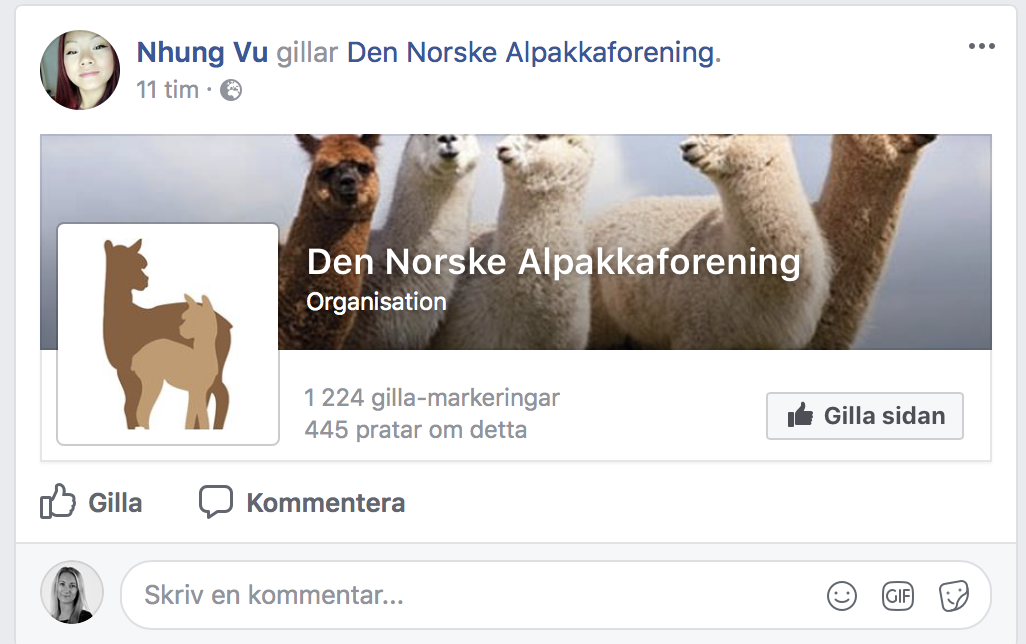 Nhung Vu gillar Den Norske Alpakkaforening.
11 tim ·
Den Norske Alpakkaforening
Organisation
1 224 gilla-markeringar
445 pratar om detta
Gilla sidan
Gilla
Kommentera
Skriv en kommentar...
GIF